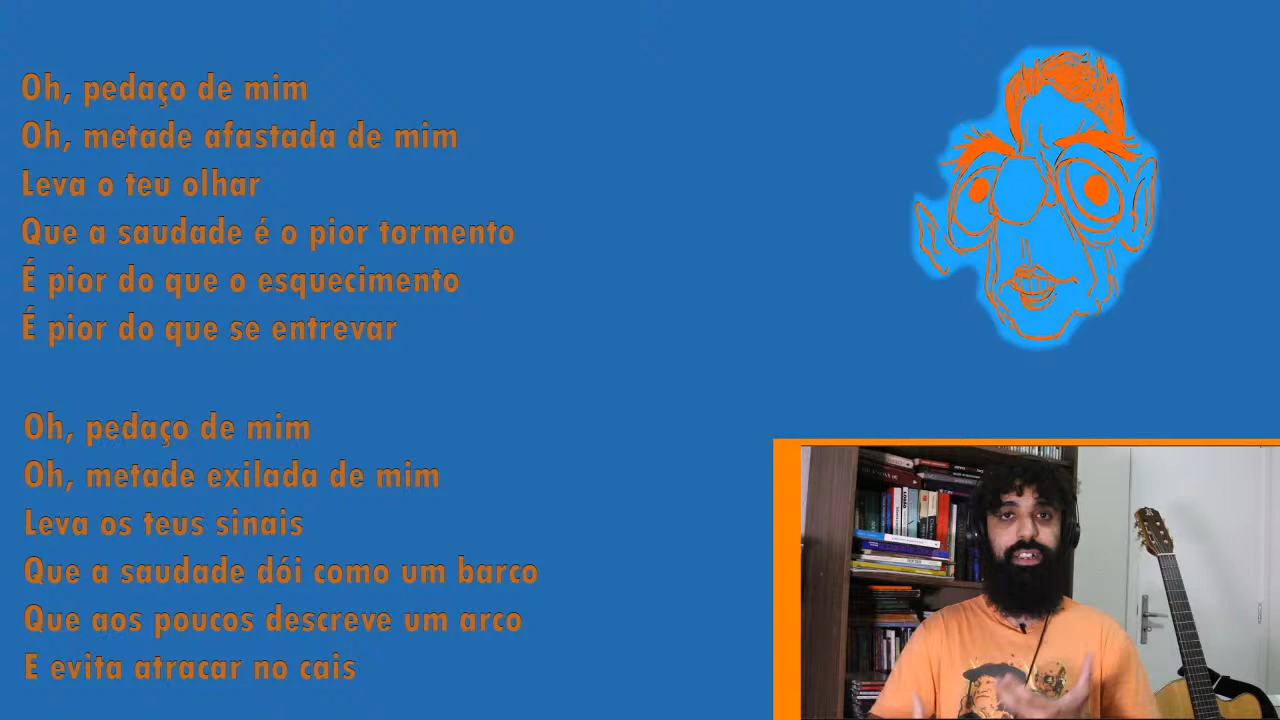 Oh, pedaço de mim
Oh, metade afastada de mim
Leva o teu olhar
Que a saudade é o pior tormento
É pior do que o esquecimento
É pior do que se entrevar
Oh, pedaço de mim
Oh, metade exilada de mim
Leva os teus sinais
Que a saudade dói como um barco
Que aos poucos descreve um arco
E evita atracar no cais